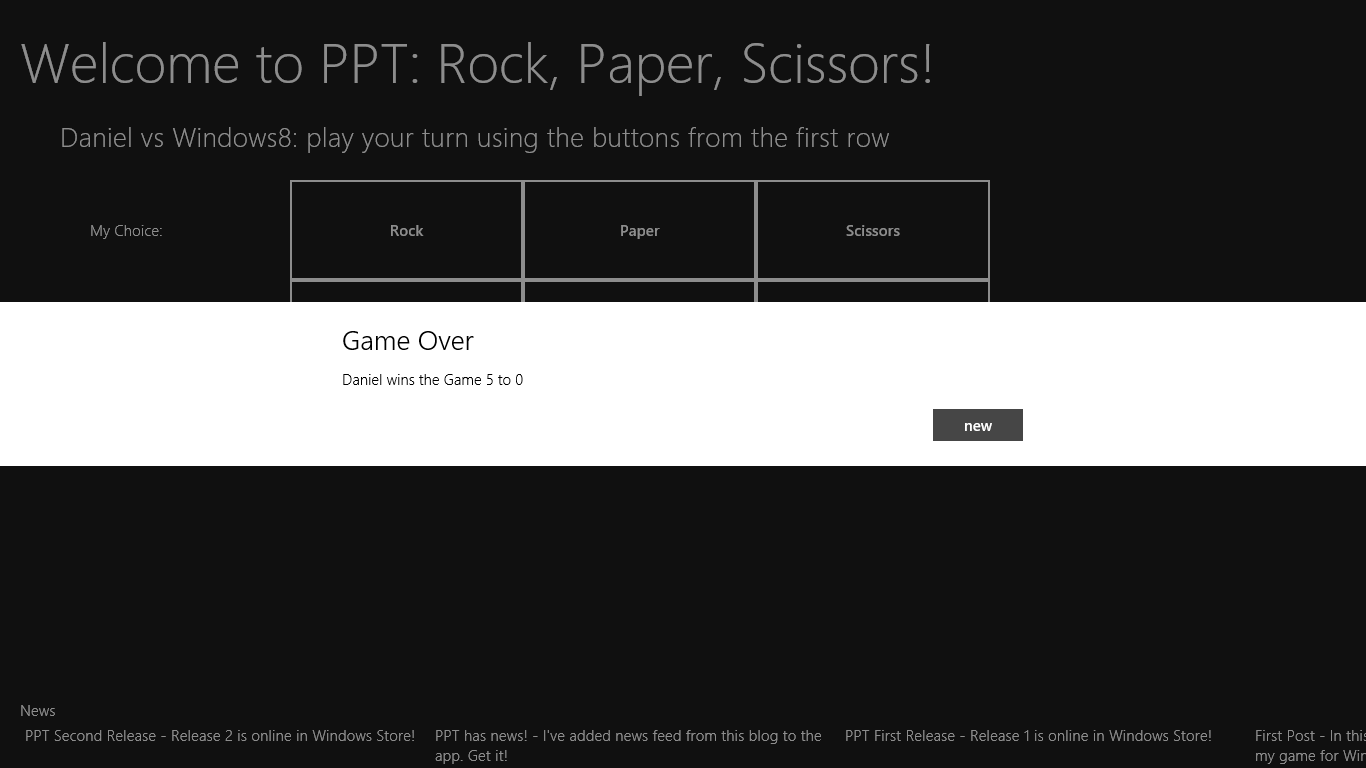 Welcome to PPT: Rock, Paper, Scissors!
Daniel vs Windows8: play your turn using the buttons from the first row
My Choice:
Rock
Paper
Scissors
Game Over
Daniel wins the Game 5 to 0
new
News
PPT Second Release - Release 2 is online in Windows Store!
PPT has news! - I've added news feed from this blog to the
app. Get it!
PPT First Release - Release 1 is online in Windows Store!
First Post - In this
my game for